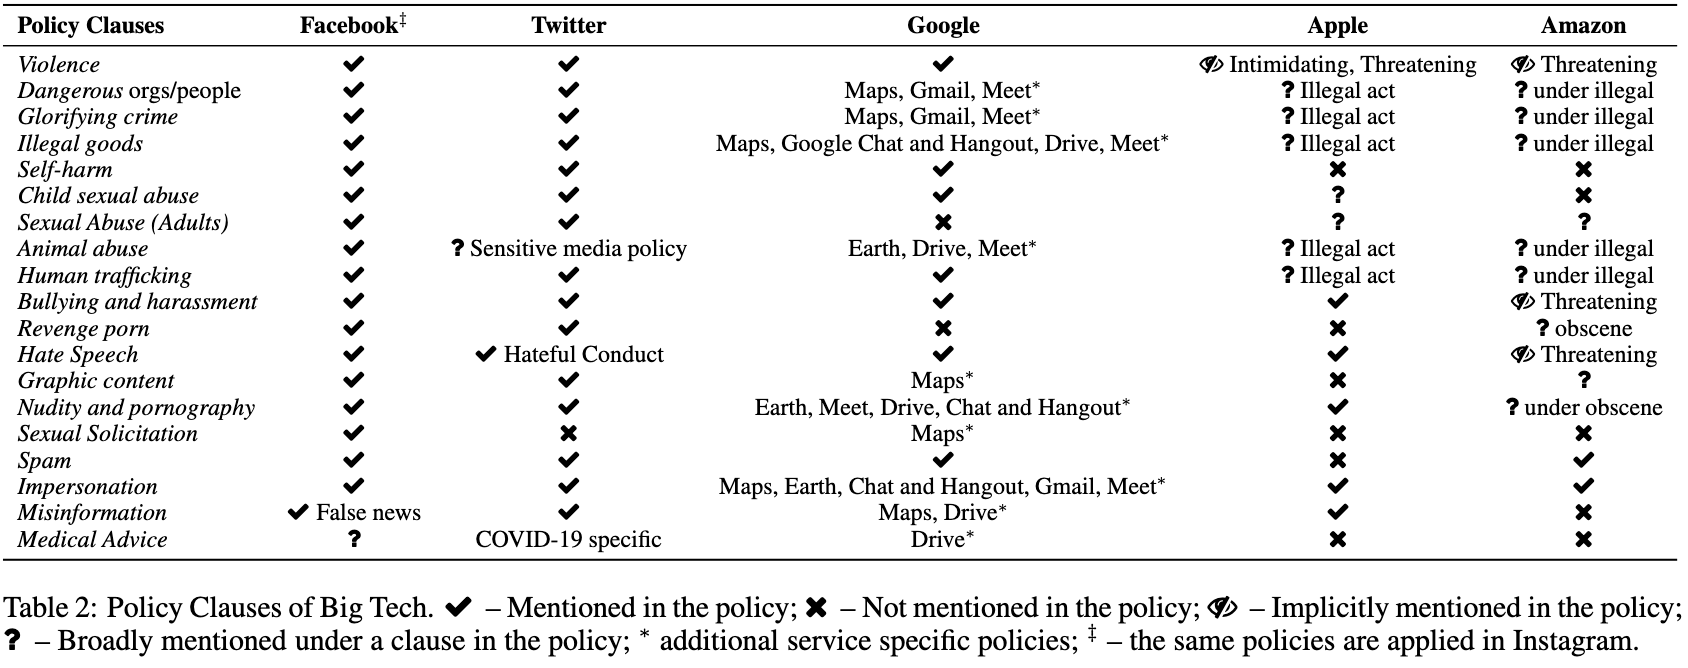 Policy Clauses Facebook‡ Twitter Google Apple Amazon
Violence ✔ ✔ ✔ Intimidating, Threatening Threatening
Dangerous orgs/people ✔ ✔ Maps, Gmail, Meet* ? Illegal act ? under illegal
Glorifying crime ✔ ✔ Maps, Gmail, Meet* ? Illegal act ? under illegal
Illegal goods ✔ ✔ Maps, Google Chat and Hangout, Drive, Meet* ? Illegal act ? under illegal
Self-harm ✔ ✔ ✔ ✖ ✖
Child sexual abuse ✔ ✔ ✔ ? ✖
Sexual Abuse (Adults) ✔ ✔ ✖ ? ?
Animal abuse ✔ ? Sensitive media policy Earth, Drive, Meet* ? Illegal act ? under illegal
Human trafficking ✔ ✔ ✔ ? Illegal act ? under illegal
Bullying and harassment ✔ ✔ ✔ ✔ Threatening
Revenge porn ✔ ✔ ✖ ✖ ? obscene
Hate Speech ✔ ✔ Hateful Conduct ✔ ✔ Threatening
Graphic content ✔ ✔ Maps* ✖ ?
Nudity and pornography ✔ ✔ Earth, Meet, Drive, Chat and Hangout* ✔ ? under obscene
Sexual Solicitation ✔ ✖ Maps* ✖ ✖
Spam ✔ ✔ ✔ ✖ ✔
Impersonation ✔ ✔ Maps, Earth, Chat and Hangout, Gmail, Meet* ✔ ✔
Misinformation ✔ False news ✔ Maps, Drive* ✔ ✖
Medical Advice ? COVID-19 specific Drive* ✖ ✖
Table 2: Policy Clauses of Big Tech. ✔ – Mentioned in the policy; ✖ – Not mentioned in the policy; – Implicitly mentioned in the policy;
? – Broadly mentioned under a clause in the policy; * additional service specific policies; ‡ – the same policies are applied in Instagram.